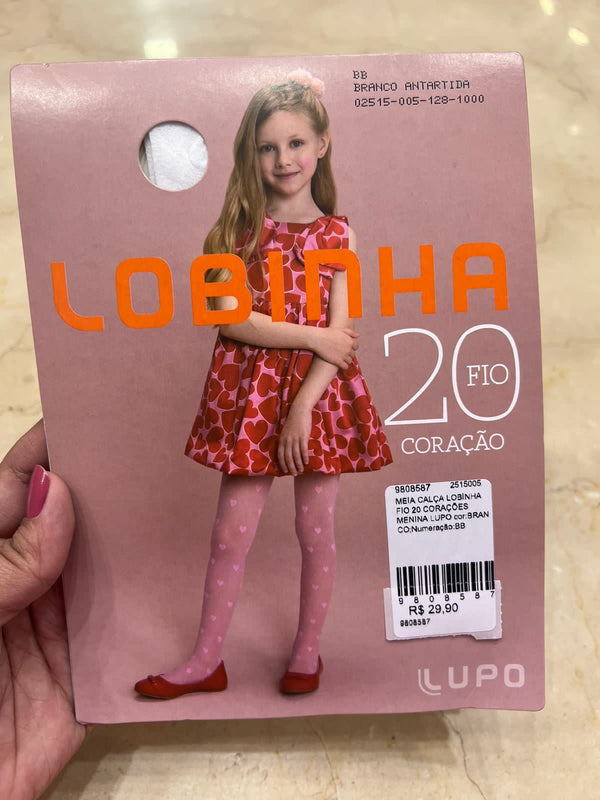 BB
BRANCO ANTARTIDA
02515-005-128-1000
LOBINHA
20
FIO
CORAÇÃO
9808587 2515005
MEIA CALÇA LOBINHA
FIO 20 CORAÇÕES
MENINA LUPO cor:BRAN
CO;Numeração:BB
9 8 0 8 5 8 7
R$ 29,90
9808587
LUPO